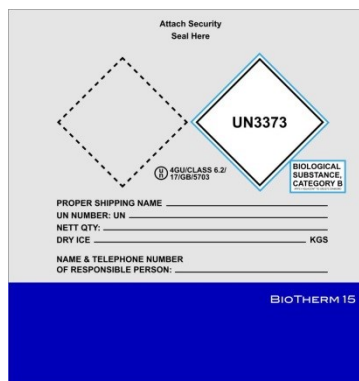 Attach Security
Seal Here
UN3373
4GU/CLASS 6.2/
17/GB/5703
BIOLOGICAL
SUBSTANCE,
CATEGORY B
PROPER SHIPPING NAME
UN NUMBER: UN
NETT QTY:
DRY ICE KGS
NAME & TELEPHONE NUMBER
OF RESPONSIBLE PERSON:
BIOTHERM 15